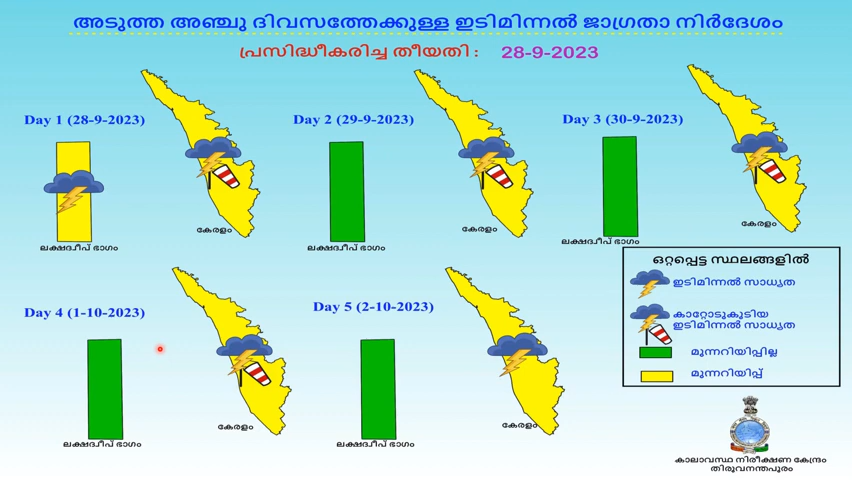 അടുത്ത അഞ്ചു ദിവസത്തേക്കുള്ള ഇടിമിന്നൽ ജാഗ്രതാ നിർദേശം
പ്രസിദ്ധീകരിച്ച തീയതി : 28-9-2023
Day 1 (28-9-2023)
ലക്ഷദ്വീപ് ഭാഗം
കേരളം
Day 2 (29-9-2023)
ലക്ഷദ്വീപ് ഭാഗം
കേരളം
Day 3 (30-9-2023)
ലക്ഷദ്വീപ് ഭാഗം
കേരളം
Day 4 (1-10-2023)
ലക്ഷദ്വീപ് ഭാഗം
കേരളം
Day 5 (2-10-2023)
ലക്ഷദ്വീപ് ഭാഗം
കേരളം
ഒറ്റപ്പെട്ട സ്ഥലങ്ങളിൽ
ഇടിമിന്നൽ സാധ്യത
കാറ്റോടുകൂടിയ
ഇടിമിന്നൽ സാധ്യത
മുന്നറിയിപ്പില്ല
മുന്നറിയിപ്പ്
കാലാവസ്ഥ നിരീക്ഷണ കേന്ദ്രം
തിരുവനന്തപുരം